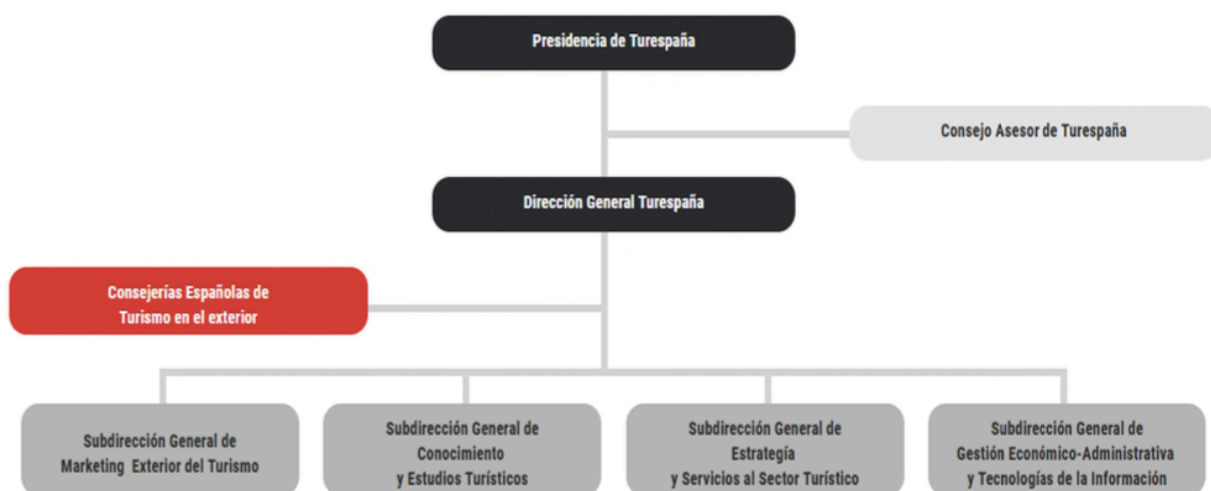 Presidencia de Turespaña
Consejo Asesor de Turespaña
Dirección General Turespaña
Consejerías Españolas de
Turismo en el exterior
Subdirección General de
Marketing Exterior del Turismo
Subdirección General de
Conocimiento
y Estudios Turísticos
Subdirección General de
Estrategía
y Servicios al Sector Turístico
Subdirección General de
Gestión Económico-Administrativa
y Tecnologías de la Información